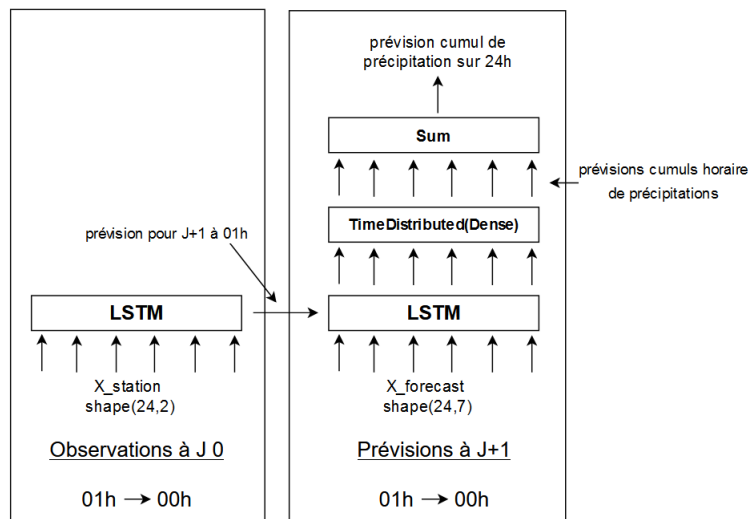 prévision cumul de
précipitation sur 24h
Sum
prévisions cumuls horaire
de précipitations
TimeDistributed(Dense)
prévision pour J+1 à 01h
LSTM
LSTM
X_station
shape(24,2)
X_forecast
shape(24,7)
Observations à J 0
Prévisions à J+1
01h → 00h
01h → 00h